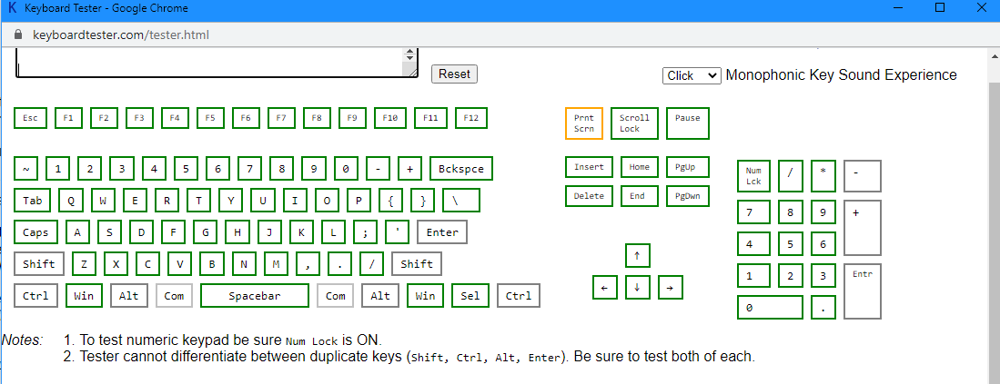 K Keyboard Tester - Google Chrome
keyboardtester.com/tester.html
Reset
Click Monophonic Key Sound Experience
Esc F1 F2 F3 F4 F5 F6 F7 F8 F9 F10 F11 F12 Prnt Scrn Scroll Lock Pause
~ 1 2 3 4 5 6 7 8 9 0 - + Bckspce Insert Home PgUp Num Lck / * -
Tab Q W E R T Y U I O P { } \ Delete End PgDwn 7 8 9 +
Caps A S D F G H J K L ; ' Enter 4 5 6
Shift Z X C V B N M , . / Shift ↑ 1 2 3 Entr
Ctrl Win Alt Com Spacebar Com Alt Win Sel Ctrl ← ↓ → 0 .
Notes: 1. To test numeric keypad be sure Num Lock is ON.
2. Tester cannot differentiate between duplicate keys (Shift, Ctrl, Alt, Enter). Be sure to test both of each.